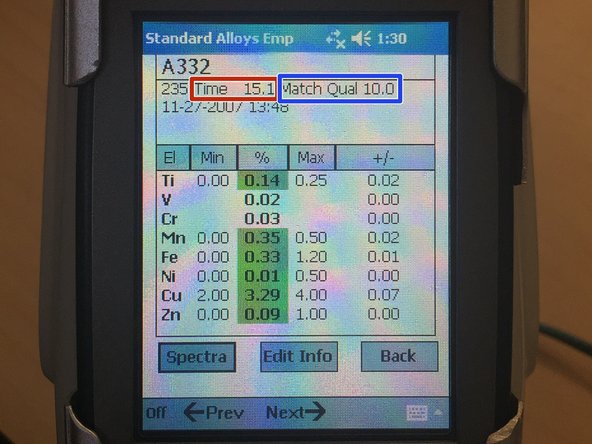 Standard Alloys Emp 1:30
A332
235 Time 15.1 Match Qual 10.0
11-27-2007 13:48
El Min % Max +/-
Ti 0.00 0.14 0.25 0.02
V 0.02 0.00
Cr 0.03 0.00
Mn 0.00 0.35 0.50 0.02
Fe 0.00 0.33 1.20 0.01
Ni 0.00 0.01 0.50 0.00
Cu 2.00 3.29 4.00 0.07
Zn 0.00 0.09 1.00 0.00
Spectra Edit Info Back
Off ←Prev Next→